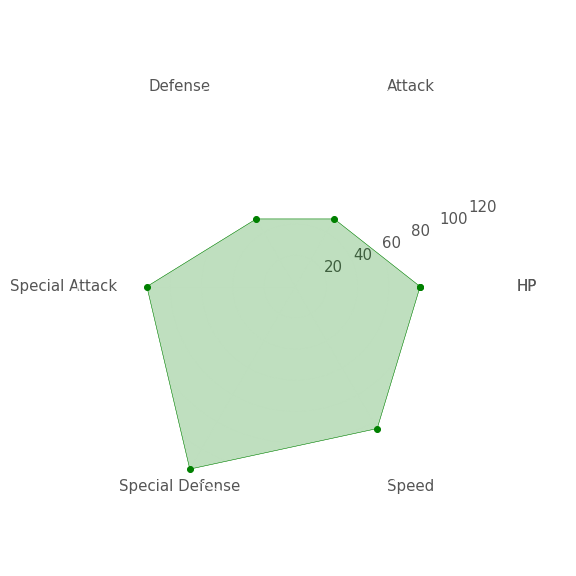 Defense
Attack
120
100
80
60
40
20
Special Attack
HP
Special Defense
Speed